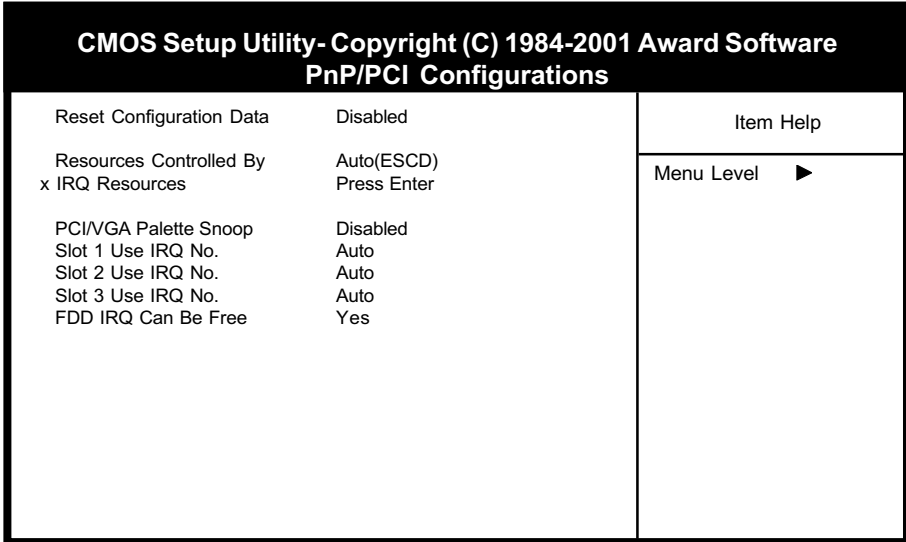 CMOS Setup Utility- Copyright (C) 1984-2001 Award Software
PnP/PCI Configurations
Reset Configuration Data Disabled
Resources Controlled By Auto(ESCD)
x IRQ Resources Press Enter
PCI/VGA Palette Snoop Disabled
Slot 1 Use IRQ No. Auto
Slot 2 Use IRQ No. Auto
Slot 3 Use IRQ No. Auto
FDD IRQ Can Be Free Yes
Item Help
Menu Level ►